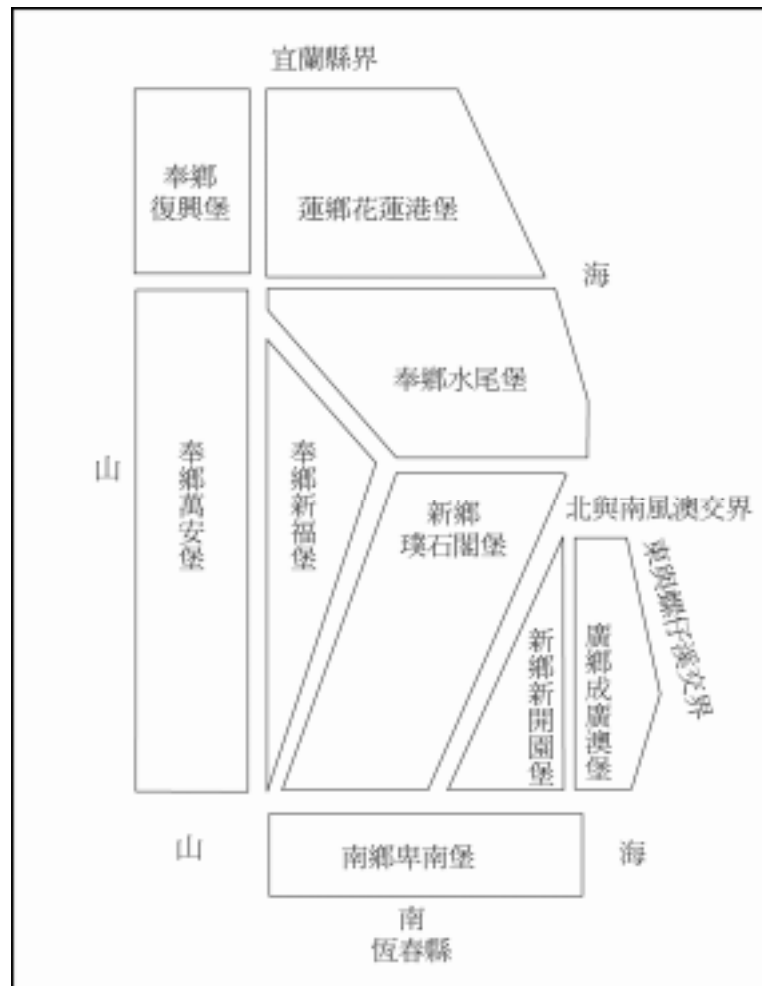 宜蘭縣界
奉鄉
復興堡
蓮鄉花蓮港堡
海
奉鄉水尾堡
山
奉鄉萬安堡
奉鄉新福堡
新鄉
璞石閣堡
北與南風澳交界
東與螺仔溪交界
新鄉新開園堡
廣鄉成廣澳堡
山
南鄉卑南堡
海
南
恆春縣